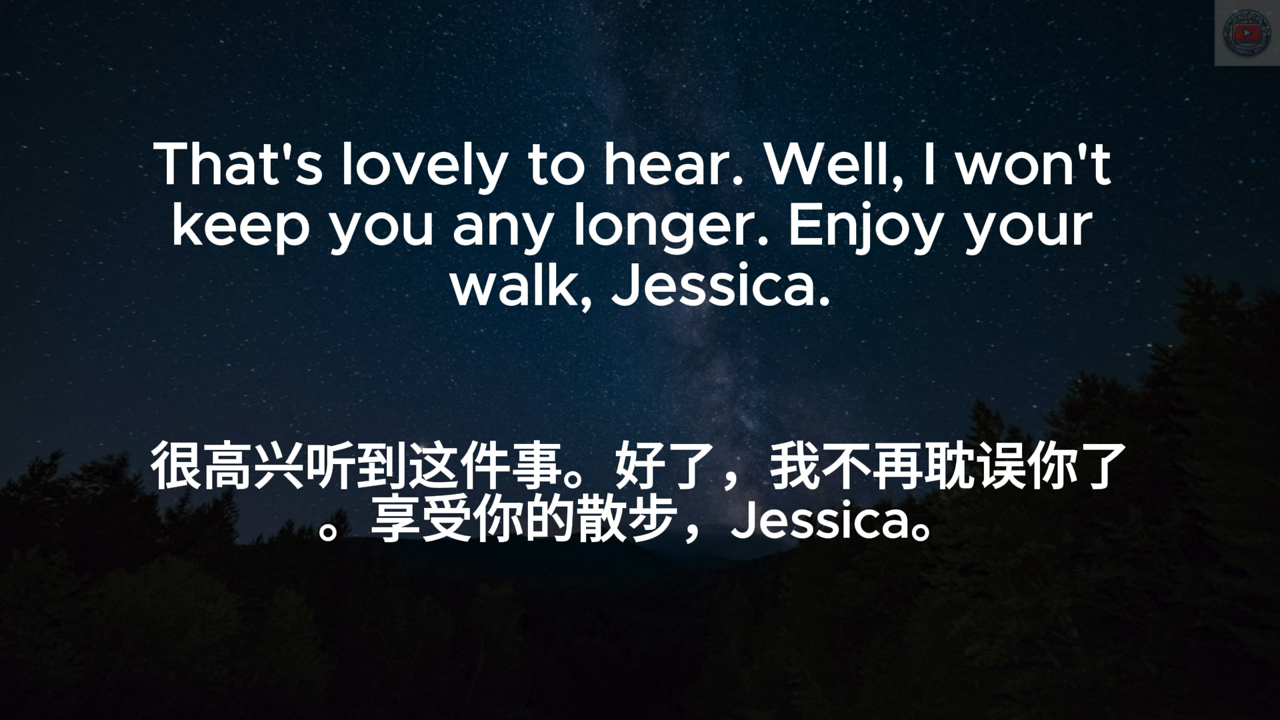 That's lovely to hear. Well, I won't
keep you any longer. Enjoy your
walk, Jessica.
很高兴听到这件事。好了，我不再耽误你了
。享受你的散步，Jessica。